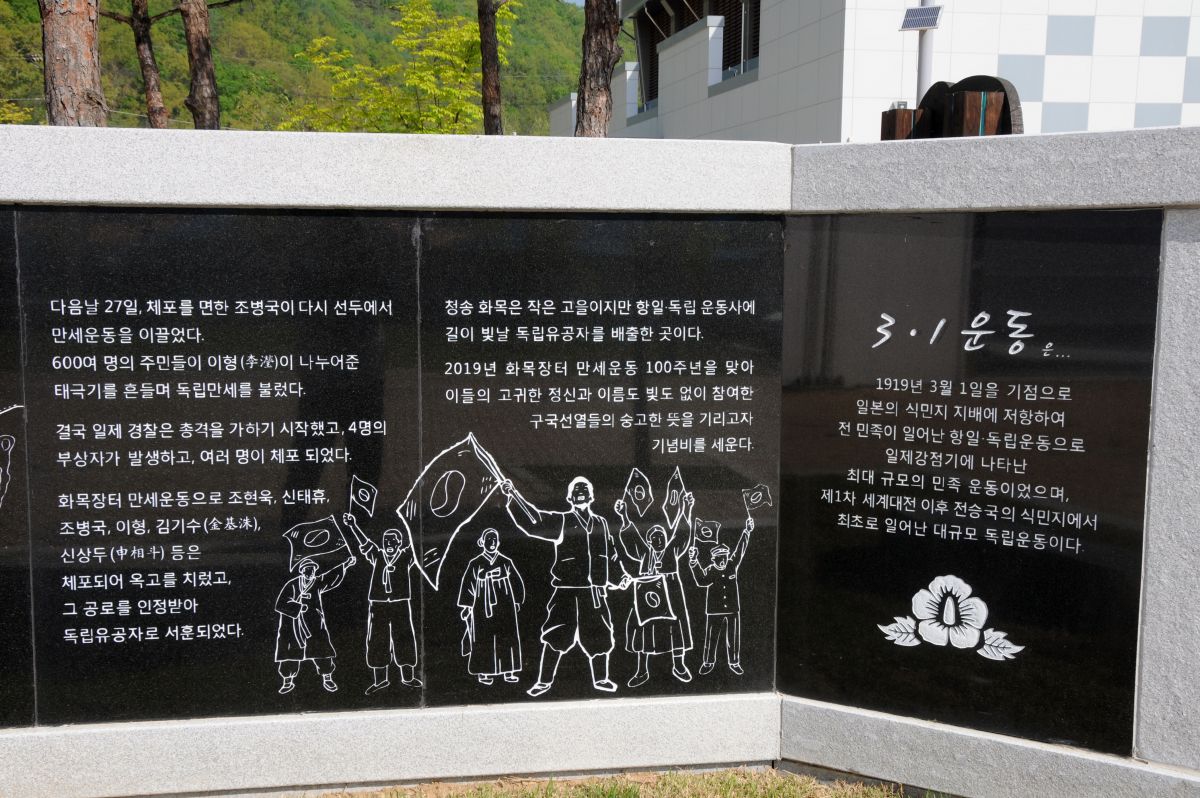 다음날 27일, 체포를 면한 조병국이 다시 선두에서
만세운동을 이끌었다.
600여 명의 주민들이 이형(李瀅)이 나누어준
태극기를 흔들며 독립만세를 불렀다.
결국 일제 경찰은 총격을 가하기 시작했고, 4명의
부상자가 발생하고, 여러 명이 체포 되었다.
화목장터 만세운동으로 조현욱, 신태휴,
조병국, 이형, 김기수(金基洙),
신상두(申相斗) 등은
체포되어 옥고를 치렀고,
그 공로를 인정받아
독립유공자로 서훈되었다.
청송 화목은 작은 고을이지만 항일·독립 운동사에
길이 빛날 독립유공자를 배출한 곳이다.
2019년 화목장터 만세운동 100주년을 맞아
이들의 고귀한 정신과 이름도 빛도 없이 참여한
구국선열들의 숭고한 뜻을 기리고자
기념비를 세운다.
3·1 운동은...
1919년 3월 1일을 기점으로
일본의 식민지 지배에 저항하여
전 민족이 일어난 항일·독립운동으로
일제강점기에 나타난
최대 규모의 민족 운동이었으며,
제1차 세계대전 이후 전승국의 식민지에서
최초로 일어난 대규모 독립운동이다.